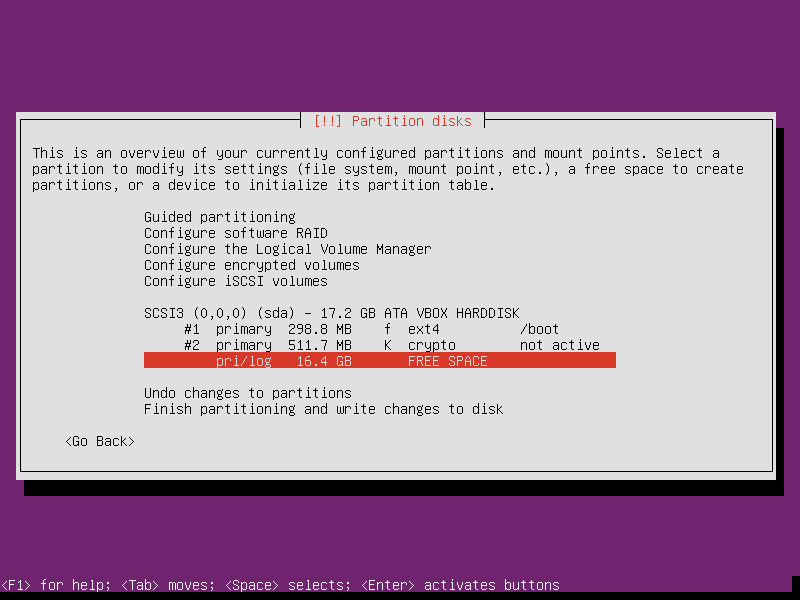 [!!] Partition disks
This is an overview of your currently configured partitions and mount points. Select a
partition to modify its settings (file system, mount point, etc.), a free space to create
partitions, or a device to initialize its partition table.
Guided partitioning
Configure software RAID
Configure the Logical Volume Manager
Configure encrypted volumes
Configure iSCSI volumes
SCSI3 (0,0,0) (sda) - 17.2 GB ATA VBOX HARDDISK
#1 primary 298.8 MB f ext4 /boot
#2 primary 511.7 MB K crypto not active
pri/log 16.4 GB FREE SPACE
Undo changes to partitions
Finish partitioning and write changes to disk
<Go Back>
<F1> for help; <Tab> moves; <Space> selects; <Enter> activates buttons